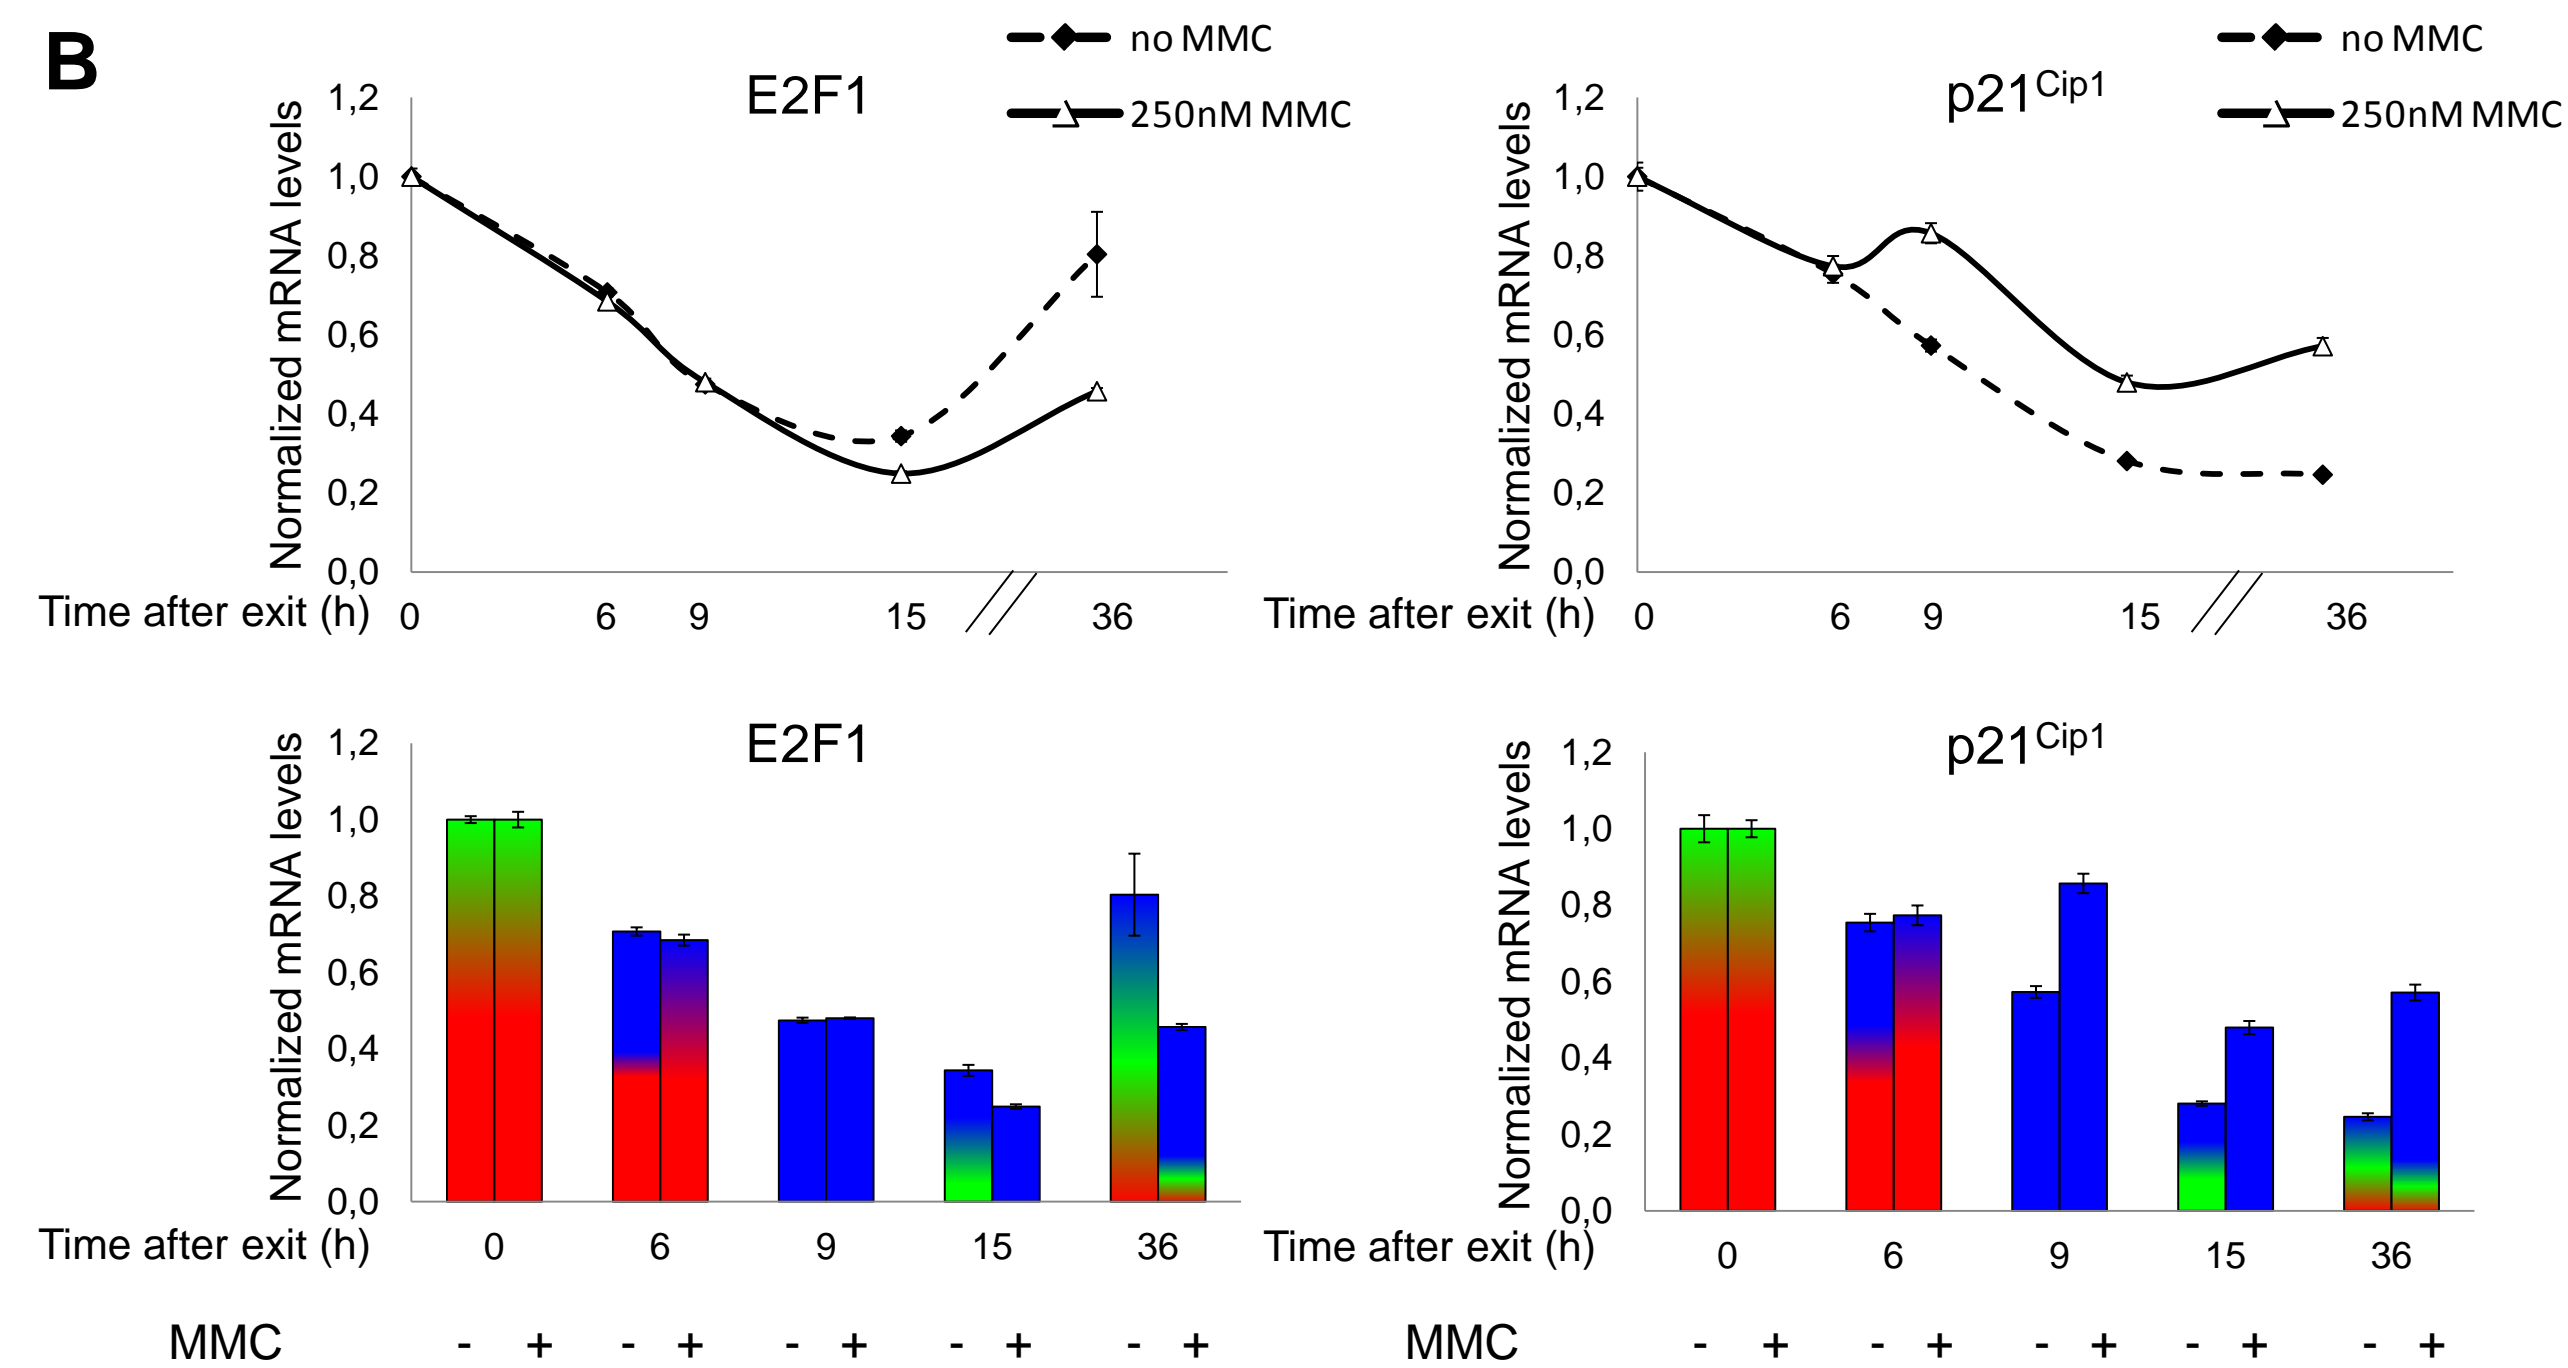 B
no MMC
250nM MMC
E2F1
Normalized mRNA levels
1,2
1,0
0,8
0,6
0,4
0,2
0,0
Time after exit (h) 0 6 9 15 36
no MMC
250nM MMC
p21Cip1
Normalized mRNA levels
1,2
1,0
0,8
0,6
0,4
0,2
0,0
Time after exit (h) 0 6 9 15 36
E2F1
Normalized mRNA levels
1,2
1,0
0,8
0,6
0,4
0,2
0,0
Time after exit (h) 0 6 9 15 36
MMC - + - + - + - + - +
p21Cip1
Normalized mRNA levels
1,2
1,0
0,8
0,6
0,4
0,2
0,0
Time after exit (h) 0 6 9 15 36
MMC - + - + - + - + - +